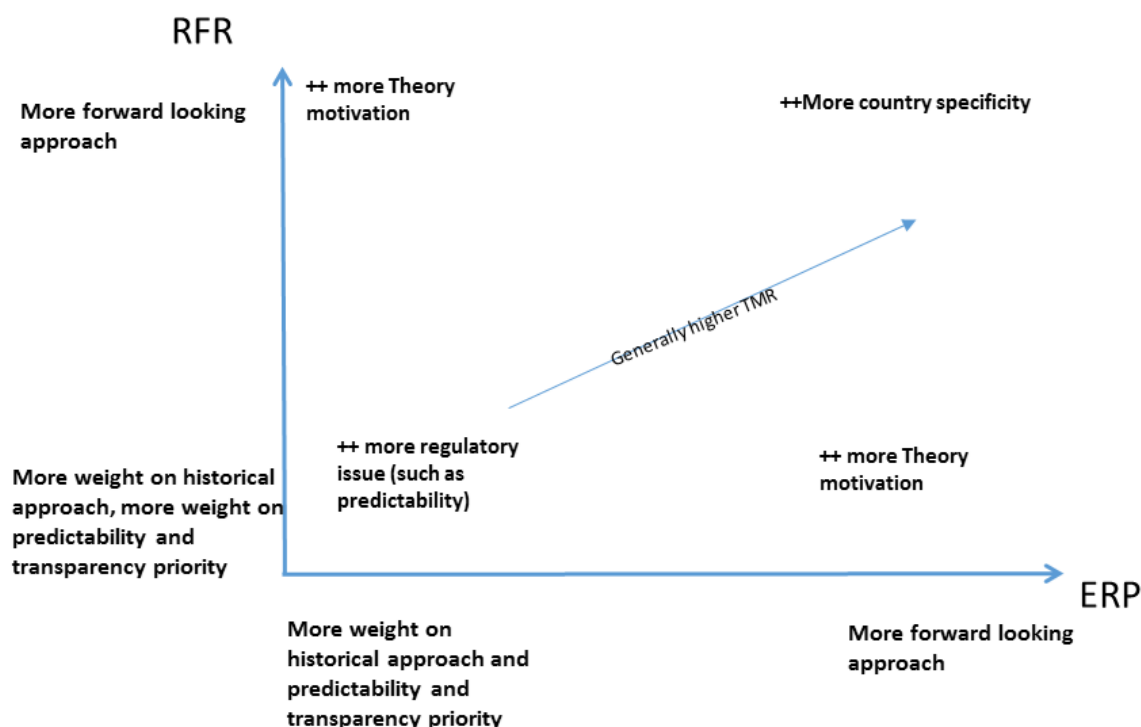 RFR
++ more Theory
motivation
++More country specificity
More forward looking
approach
Generally higher TMR
++ more regulatory
issue (such as
predictability)
++ more Theory
motivation
More weight on historical
approach, more weight on
predictability and
transparency priority
ERP
More weight on
historical approach and
predictability and
transparency priority
More forward looking
approach